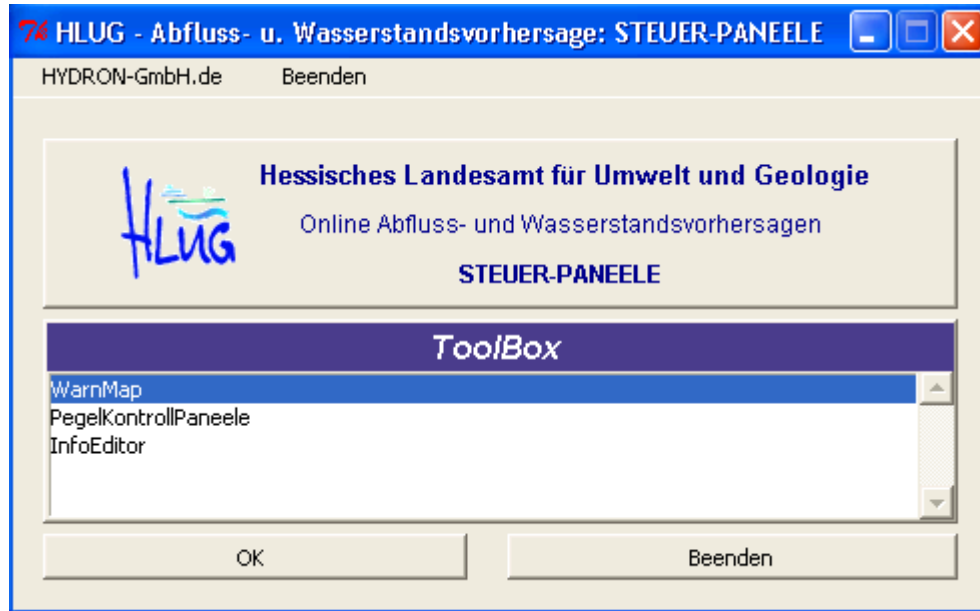 HLUG - Abfluss- u. Wasserstandsvorhersage: STEUER-PANEELE
HYDRON-GmbH.de Beenden
Hessisches Landesamt für Umwelt und Geologie
HLUG
Online Abfluss- und Wasserstandsvorhersagen
STEUER-PANEELE
ToolBox
WarnMap
PegelKontrollPaneele
InfoEditor
OK Beenden